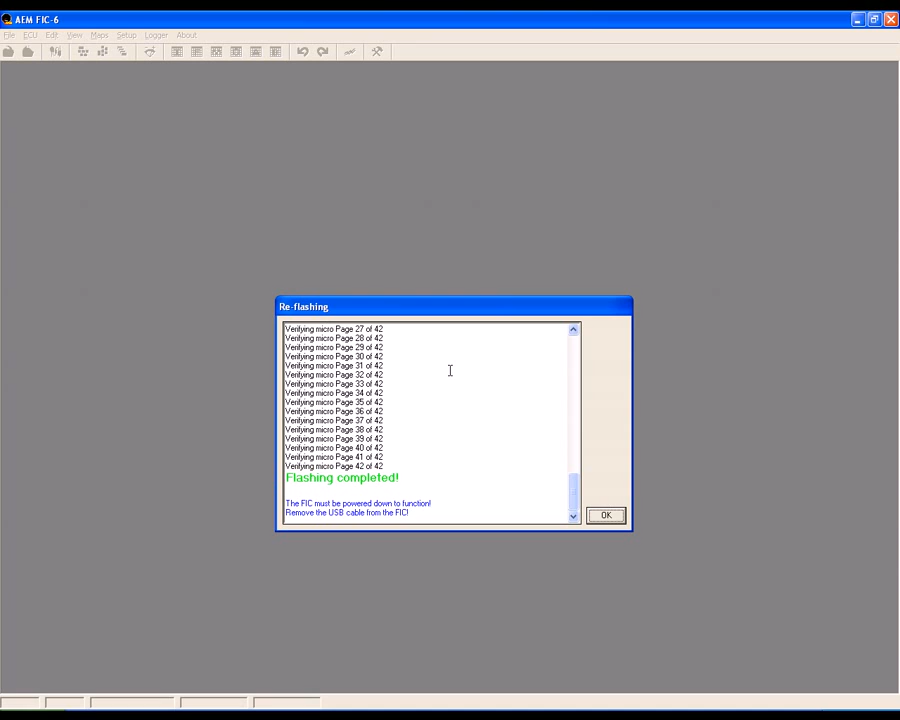 AEM FIC-6
File ECU Edit View Maps Setup Logger About
Re-flashing
Verifying micro Page 27 of 42
Verifying micro Page 28 of 42
Verifying micro Page 29 of 42
Verifying micro Page 30 of 42
Verifying micro Page 31 of 42
Verifying micro Page 32 of 42
Verifying micro Page 33 of 42
Verifying micro Page 34 of 42
Verifying micro Page 35 of 42
Verifying micro Page 36 of 42
Verifying micro Page 37 of 42
Verifying micro Page 38 of 42
Verifying micro Page 39 of 42
Verifying micro Page 40 of 42
Verifying micro Page 41 of 42
Verifying micro Page 42 of 42
Flashing completed!
The FIC must be powered down to function!
Remove the USB cable from the FIC!
OK